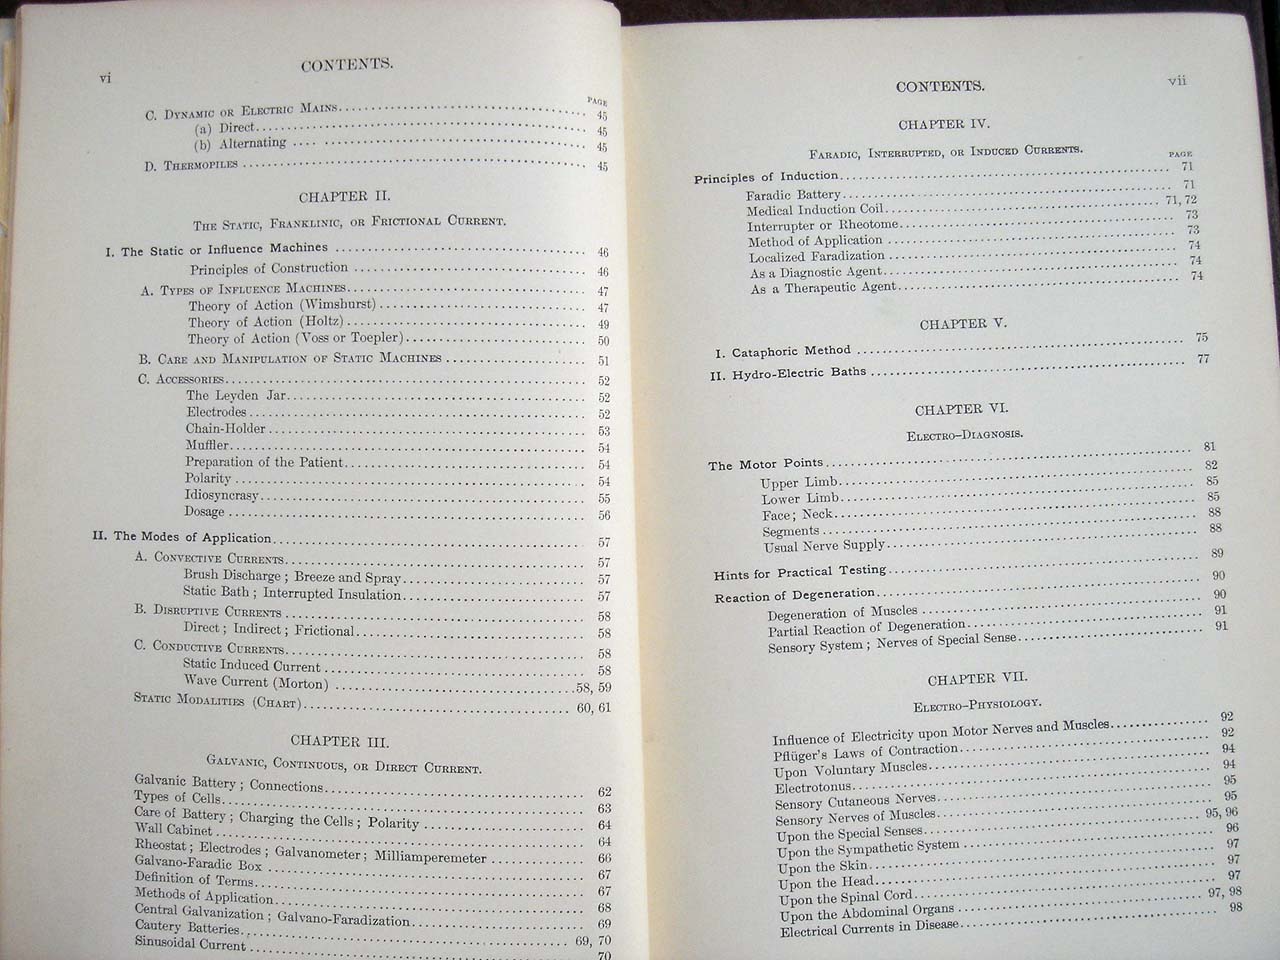 vi
CONTENTS.
PAGE
C. Dynamic or Electric Mains 45
(a) Direct 45
(b) Alternating 45
D. Thermopiles 45
CHAPTER II.
The Static, Franklinic, or Frictional Current.
I. The Static or Influence Machines 46
Principles of Construction 46
A. Types of Influence Machines 47
Theory of Action (Wimshurst) 47
Theory of Action (Holtz) 49
Theory of Action (Voss or Toepler) 50
B. Care and Manipulation of Static Machines 51
C. Accessories 52
The Leyden Jar 52
Electrodes 52
Chain-Holder 53
Muffler 54
Preparation of the Patient 54
Polarity 54
Idiosyncrasy 55
Dosage 56
II. The Modes of Application 57
A. Convective Currents 57
Brush Discharge; Breeze and Spray 57
Static Bath; Interrupted Insulation 57
B. Disruptive Currents 58
Direct; Indirect; Frictional 58
C. Conductive Currents 58
Static Induced Current 58
Wave Current (Morton) 58, 59
Static Modalities (Chart) 60, 61
CHAPTER III.
Galvanic, Continuous, or Direct Current.
Galvanic Battery; Connections 62
Types of Cells 63
Care of Battery; Charging the Cells; Polarity 64
Wall Cabinet 64
Rheostat; Electrodes; Galvanometer; Milliamperemeter 66
Galvano-Faradic Box 67
Definition of Terms 67
Methods of Application 68
Central Galvanization; Galvano-Faradization 69
Cautery Batteries 69, 70
Sinusoidal Current 70
CONTENTS.
vii
CHAPTER IV.
Faradic, Interrupted, or Induced Currents.
PAGE
Principles of Induction 71
Faradic Battery 71
Medical Induction Coil 71, 72
Interrupter or Rheotome 73
Method of Application 73
Localized Faradization 74
As a Diagnostic Agent 74
As a Therapeutic Agent 74
CHAPTER V.
I. Cataphoric Method 75
II. Hydro-Electric Baths 77
CHAPTER VI.
Electro-Diagnosis.
The Motor Points 81
Upper Limb 82
Lower Limb 85
Face; Neck 85
Segments 88
Usual Nerve Supply 88
Hints for Practical Testing 89
Reaction of Degeneration 90
Degeneration of Muscles 90
Partial Reaction of Degeneration 91
Sensory System; Nerves of Special Sense 91
CHAPTER VII.
Electro-Physiology.
Influence of Electricity upon Motor Nerves and Muscles 92
Pflüger's Laws of Contraction 92
Upon Voluntary Muscles 94
Electrotonus 94
Sensory Cutaneous Nerves 95
Sensory Nerves of Muscles 95
Upon the Special Senses 95, 96
Upon the Sympathetic System 96
Upon the Skin 97
Upon the Head 97
Upon the Spinal Cord 97
Upon the Abdominal Organs 97, 98
Electrical Currents in Disease 98